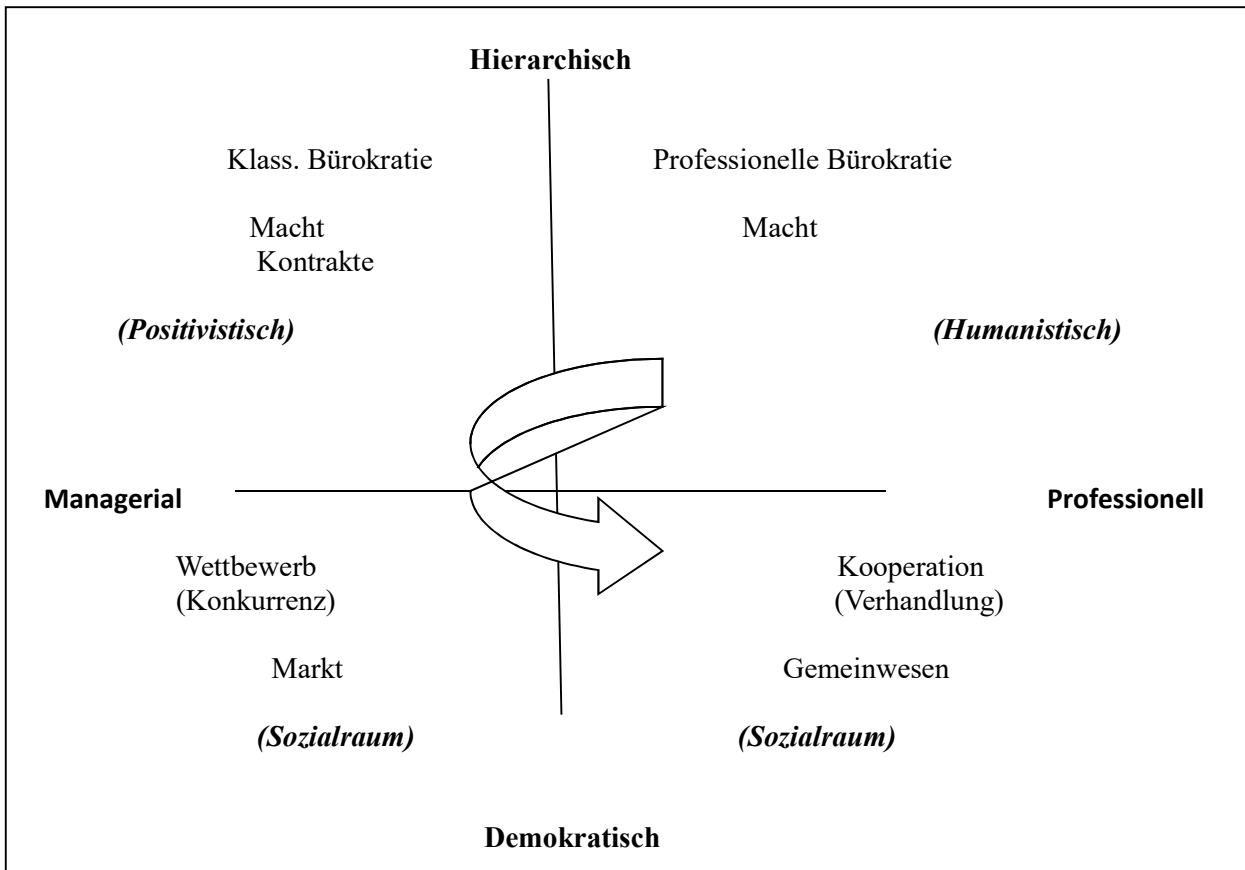 Hierarchisch
Klass. Bürokratie
Professionelle Bürokratie
Macht
Macht
Kontrakte
(Positivistisch)
(Humanistisch)
Managerial
Professionell
Wettbewerb
Kooperation
(Konkurrenz)
(Verhandlung)
Markt
Gemeinwesen
(Sozialraum)
(Sozialraum)
Demokratisch